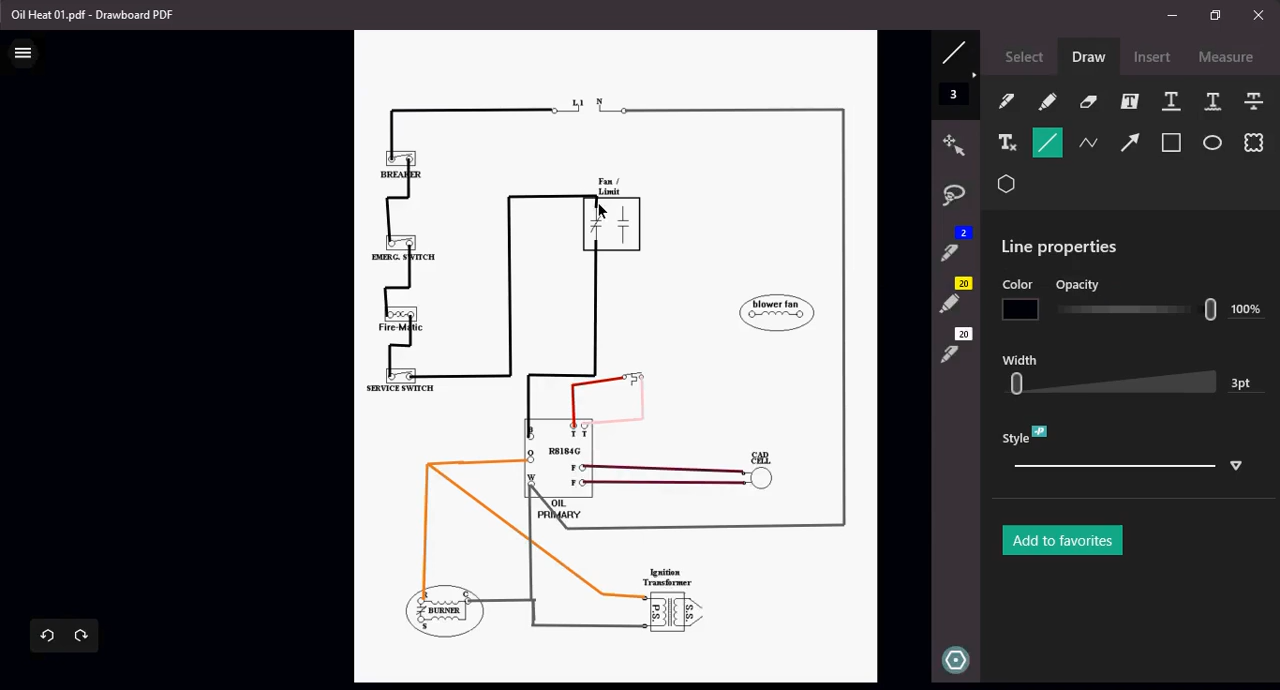 Oil Heat 01.pdf - Drawboard PDF
Select
Draw
Insert
Measure
3
2
20
20
Line properties
Color
Opacity
100%
Width
3pt
Style
Add to favorites
L1
N
BREAKER
EMERG. SWITCH
Fire-Matic
SERVICE SWITCH
Fan /
Limit
blower fan
B
T T
O
R8184G
F
W
F
OIL
PRIMARY
CAD
CELL
Ignition
Transformer
P.S.
S.S.
R
C
BURNER
S